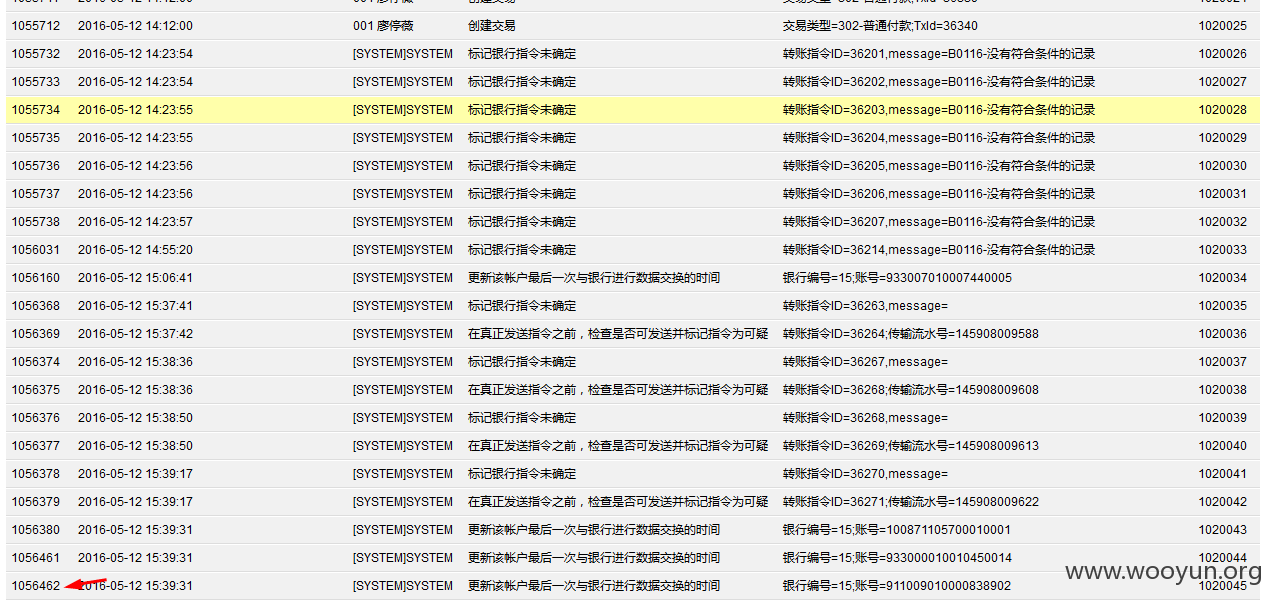 1055712 2016-05-12 14:12:00 001 廖停薇 创建交易 交易类型=302-普通付款;TxId=36340 1020025
1055732 2016-05-12 14:23:54 [SYSTEM]SYSTEM 标记银行指令未确定 转账指令ID=36201,message=B0116-没有符合条件的记录 1020026
1055733 2016-05-12 14:23:54 [SYSTEM]SYSTEM 标记银行指令未确定 转账指令ID=36202,message=B0116-没有符合条件的记录 1020027
1055734 2016-05-12 14:23:55 [SYSTEM]SYSTEM 标记银行指令未确定 转账指令ID=36203,message=B0116-没有符合条件的记录 1020028
1055735 2016-05-12 14:23:55 [SYSTEM]SYSTEM 标记银行指令未确定 转账指令ID=36204,message=B0116-没有符合条件的记录 1020029
1055736 2016-05-12 14:23:56 [SYSTEM]SYSTEM 标记银行指令未确定 转账指令ID=36205,message=B0116-没有符合条件的记录 1020030
1055737 2016-05-12 14:23:56 [SYSTEM]SYSTEM 标记银行指令未确定 转账指令ID=36206,message=B0116-没有符合条件的记录 1020031
1055738 2016-05-12 14:23:57 [SYSTEM]SYSTEM 标记银行指令未确定 转账指令ID=36207,message=B0116-没有符合条件的记录 1020032
1056031 2016-05-12 14:55:20 [SYSTEM]SYSTEM 标记银行指令未确定 转账指令ID=36214,message=B0116-没有符合条件的记录 1020033
1056160 2016-05-12 15:06:41 [SYSTEM]SYSTEM 更新该帐户最后一次与银行进行数据交换的时间 银行编号=15;账号=933007010007440005 1020034
1056368 2016-05-12 15:37:41 [SYSTEM]SYSTEM 标记银行指令未确定 转账指令ID=36263,message= 1020035
1056369 2016-05-12 15:37:42 [SYSTEM]SYSTEM 在真正发送指令之前，检查是否可发送并标记指令为可疑 转账指令ID=36264;传输流水号=145908009588 1020036
1056374 2016-05-12 15:38:36 [SYSTEM]SYSTEM 标记银行指令未确定 转账指令ID=36267,message= 1020037
1056375 2016-05-12 15:38:36 [SYSTEM]SYSTEM 在真正发送指令之前，检查是否可发送并标记指令为可疑 转账指令ID=36268;传输流水号=145908009608 1020038
1056376 2016-05-12 15:38:50 [SYSTEM]SYSTEM 标记银行指令未确定 转账指令ID=36268,message= 1020039
1056377 2016-05-12 15:38:50 [SYSTEM]SYSTEM 在真正发送指令之前，检查是否可发送并标记指令为可疑 转账指令ID=36269;传输流水号=145908009613 1020040
1056378 2016-05-12 15:39:17 [SYSTEM]SYSTEM 标记银行指令未确定 转账指令ID=36270,message= 1020041
1056379 2016-05-12 15:39:17 [SYSTEM]SYSTEM 在真正发送指令之前，检查是否可发送并标记指令为可疑 转账指令ID=36271;传输流水号=145908009622 1020042
1056380 2016-05-12 15:39:31 [SYSTEM]SYSTEM 更新该帐户最后一次与银行进行数据交换的时间 银行编号=15;账号=100871105700010001 1020043
1056461 2016-05-12 15:39:31 [SYSTEM]SYSTEM 更新该帐户最后一次与银行进行数据交换的时间 银行编号=15;账号=933000010010450014 1020044
1056462 2016-05-12 15:39:31 [SYSTEM]SYSTEM 更新该帐户最后一次与银行进行数据交换的时间 银行编号=15;账号=911009010000838902 1020045
www.wooyun.org